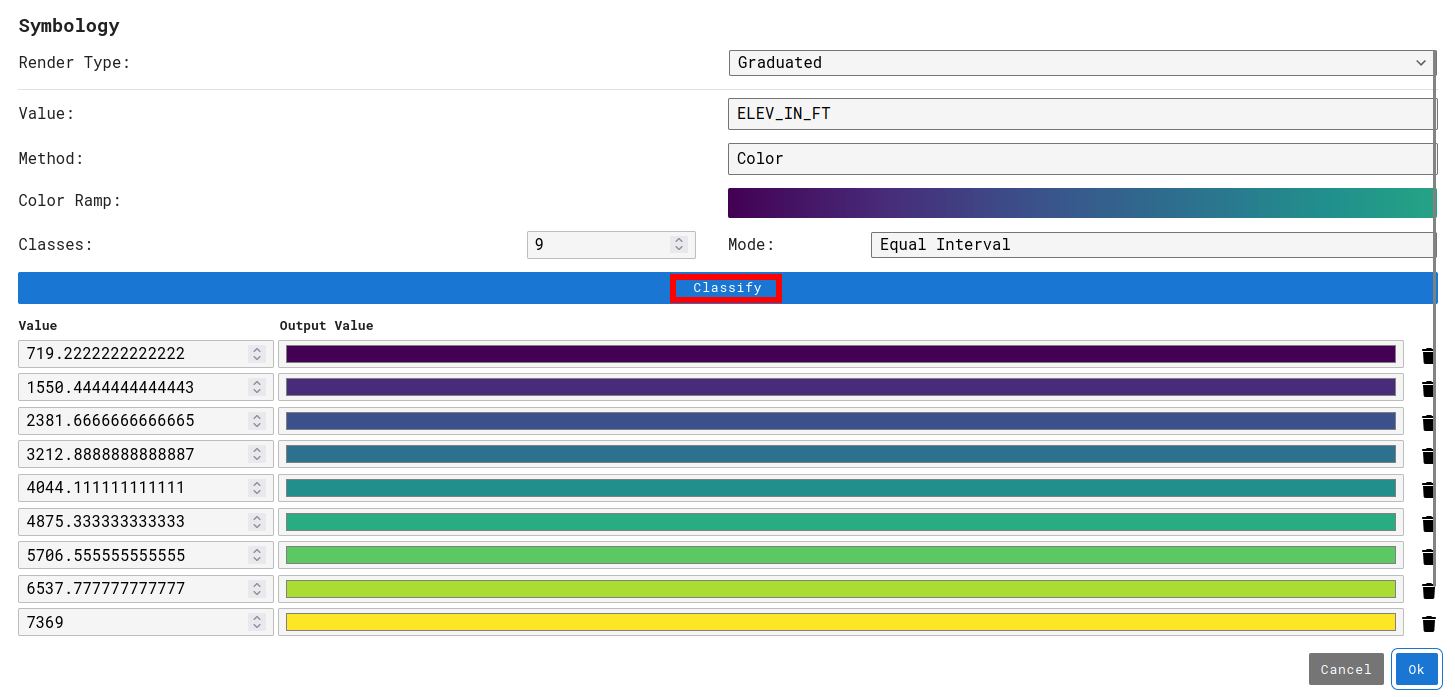 Symbology
Render Type: Graduated
Value: ELEV_IN_FT
Method: Color
Color Ramp:
Classes: 9 Mode: Equal Interval
Classify
Value Output Value
719.2222222222222
1550.4444444444443
2381.6666666666665
3212.8888888888887
4044.111111111111
4875.333333333333
5706.555555555555
6537.777777777777
7369
Cancel Ok